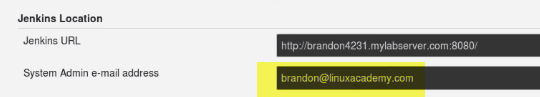 Jenkins Location
Jenkins URL http://brandon4231.mylabserver.com:8080/
System Admin e-mail address brandon@linuxacademy.com